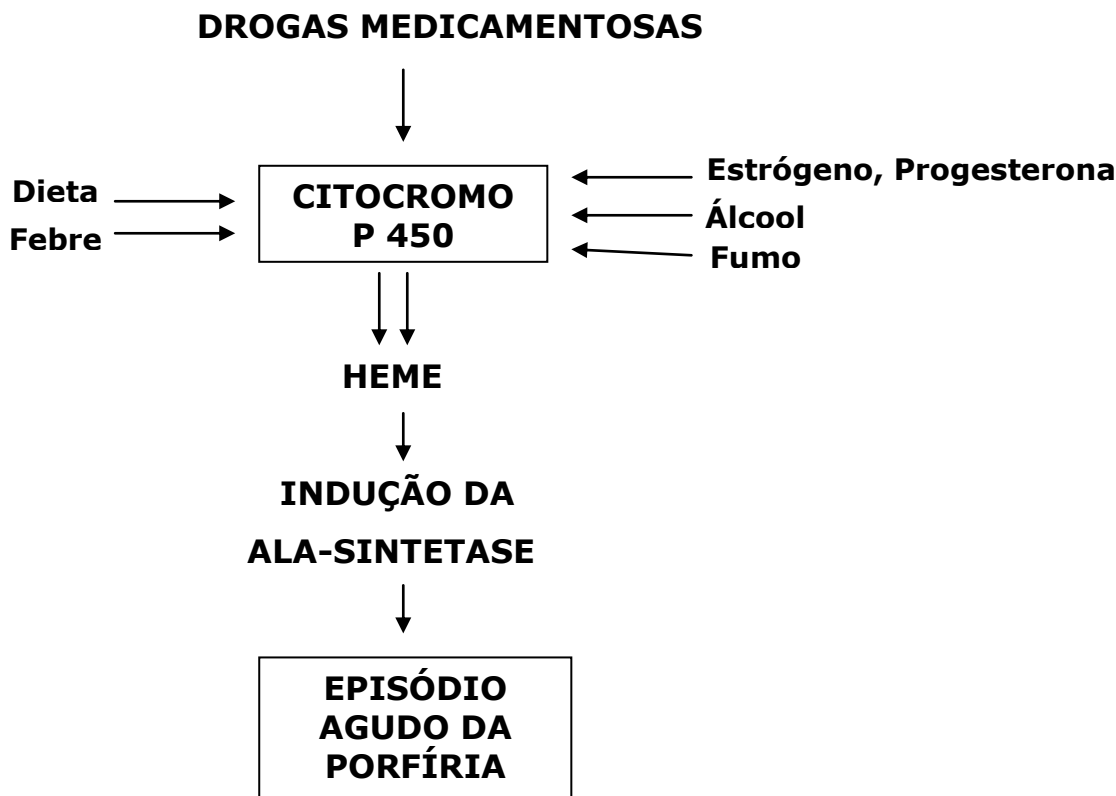 DROGAS MEDICAMENTOSAS
Dieta
Febre
CITOCROMO
P 450
Estrógeno, Progesterona
Álcool
Fumo
HEME
INDUÇÃO DA
ALA-SINTETASE
EPISÓDIO
AGUDO DA
PORFÍRIA